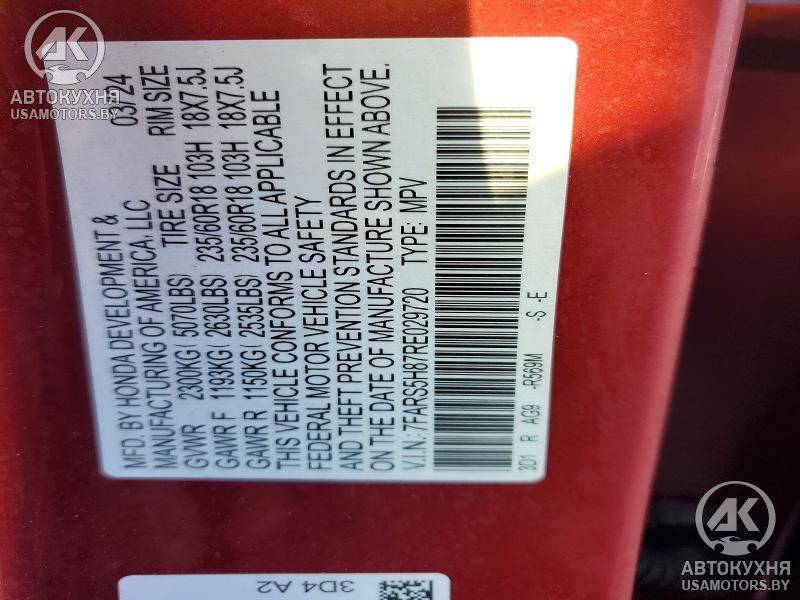 AK
АВТОКУХНЯ
USAMOTORS.BY
MFD. BY HONDA DEVELOPMENT & 03/24
MANUFACTURING OF AMERICA, LLC
GVWR 2300KG 5070LBS) TIRE SIZE RIM SIZE
GAWR F 1193KG 2630LBS) 235/60R18 103H 18X7.5J
GAWR R 1150KG 2535LBS) 235/60R18 103H 18X7.5J
THIS VEHICLE CONFORMS TO ALL APPLICABLE
FEDERAL MOTOR VEHICLE SAFETY
AND THEFT PREVENTION STANDARDS IN EFFECT
ON THE DATE OF MANUFACTURE SHOWN ABOVE.
V.I.N.: 7FARS5H87RE029720 TYPE: MPV
3D1 R AG9 -R569M -S -E
3D4 A2
AK
АВТОКУХНЯ
USAMOTORS.BY